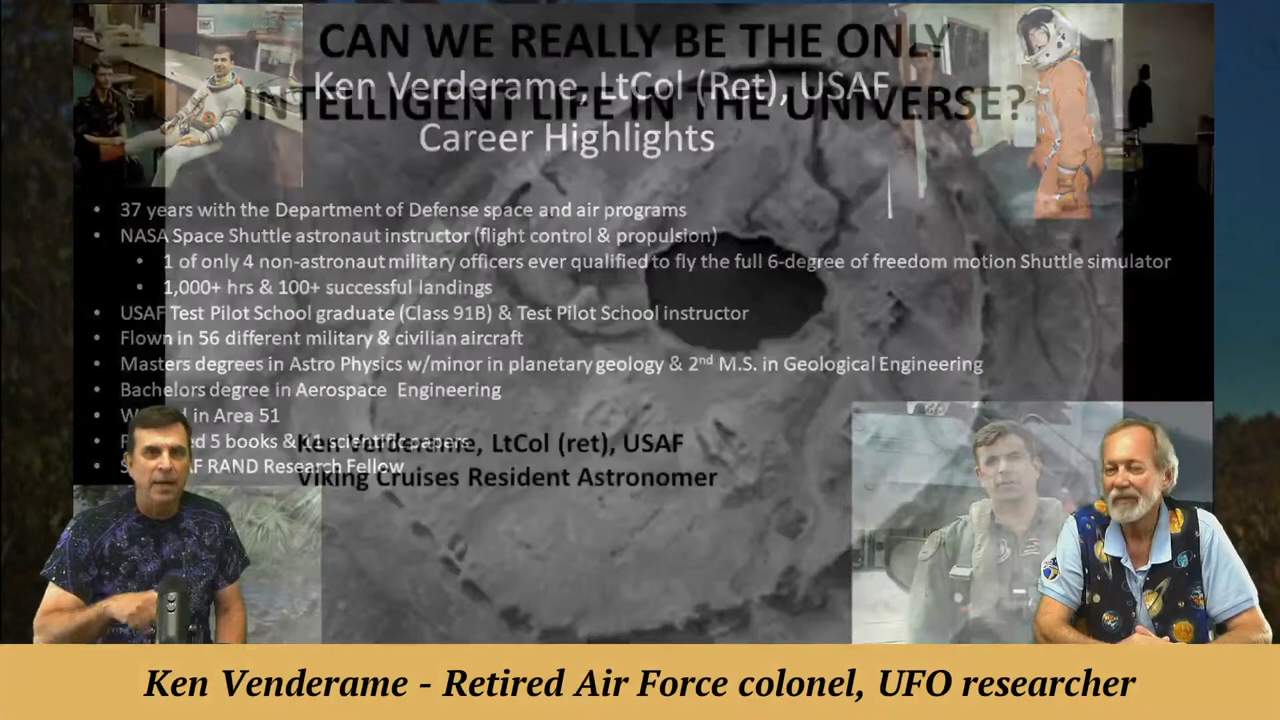 CAN WE REALLY BE THE ONLY
Ken Verderame, LtCol (Ret), USAF
INTELLIGENT LIFE IN THE UNIVERSE?
Career Highlights
• 37 years with the Department of Defense space and air programs
• NASA Space Shuttle astronaut instructor (flight control & propulsion)
• 1 of only 4 non-astronaut military officers ever qualified to fly the full 6-degree of freedom motion Shuttle simulator
• 1,000+ hrs & 100+ successful landings
• USAF Test Pilot School graduate (Class 91B) & Test Pilot School instructor
• Flown in 56 different military & civilian aircraft
• Masters degrees in Astro Physics w/minor in planetary geology & 2nd M.S. in Geological Engineering
• Bachelors degree in Aerospace Engineering
• in Area 51
• 5 books & scientific papers
• RAND Research Fellow
Ken Verderame, LtCol (ret), USAF
Viking Cruises Resident Astronomer
Ken Venderame - Retired Air Force colonel, UFO researcher